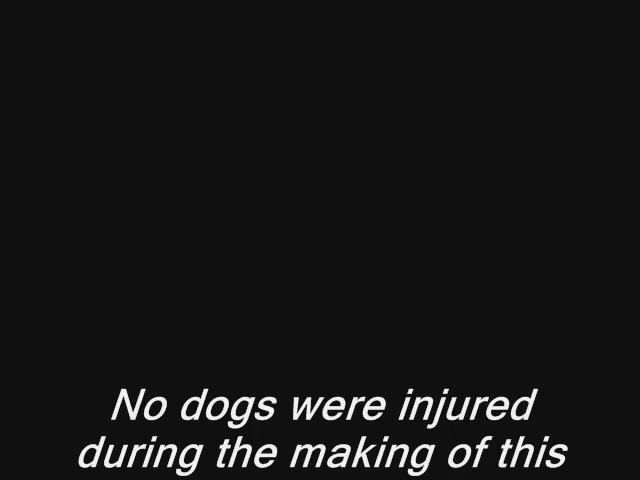 No dogs were injured
during the making of this